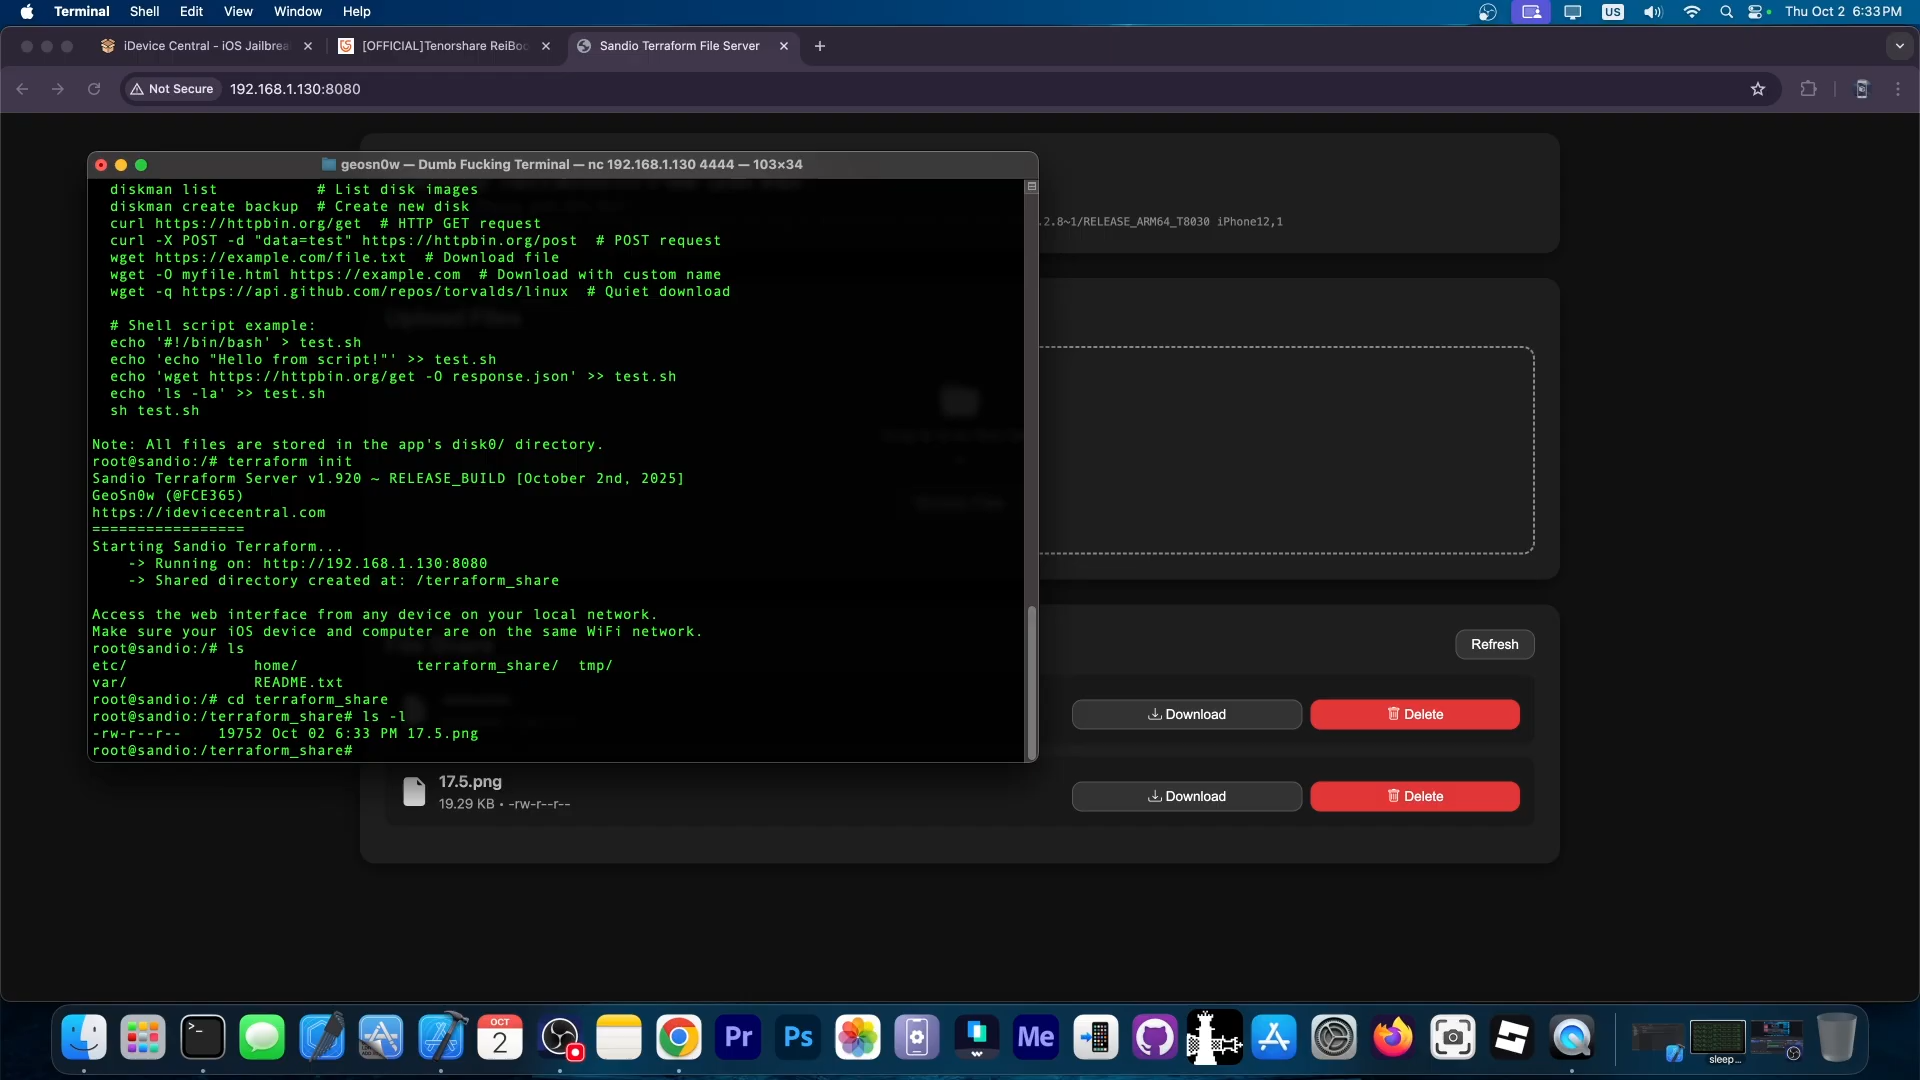 Terminal Shell Edit View Window Help
US
Thu Oct 2 6:33 PM
iDevice Central - iOS Jailbrea
[OFFICIAL]Tenorshare ReiBoo
Sandio Terraform File Server
Not Secure 192.168.1.130:8080
geosn0w — Dumb Fucking Terminal — nc 192.168.1.130 4444 — 103×34
diskman list # List disk images
diskman create backup # Create new disk
curl https://httpbin.org/get # HTTP GET request
curl -X POST -d "data=test" https://httpbin.org/post # POST request
wget https://example.com/file.txt # Download file
wget -O myfile.html https://example.com # Download with custom name
wget -q https://api.github.com/repos/torvalds/linux # Quiet download
# Shell script example:
echo '#!/bin/bash' > test.sh
echo 'echo "Hello from script!"' >> test.sh
echo 'wget https://httpbin.org/get -O response.json' >> test.sh
echo 'ls -la' >> test.sh
sh test.sh
Note: All files are stored in the app's disk0/ directory.
root@sandio:/# terraform init
Sandio Terraform Server v1.920 ~ RELEASE_BUILD [October 2nd, 2025]
GeoSn0w (@FCE365)
https://idevicecentral.com
=================
Starting Sandio Terraform...
-> Running on: http://192.168.1.130:8080
-> Shared directory created at: /terraform_share
Access the web interface from any device on your local network.
Make sure your iOS device and computer are on the same WiFi network.
root@sandio:/# ls
etc/ home/ terraform_share/ tmp/
var/ README.txt
root@sandio:/# cd terraform_share
root@sandio:/terraform_share# ls -l
-rw-r--r-- 19752 Oct 02 6:33 PM 17.5.png
root@sandio:/terraform_share#
.2.8~1/RELEASE_ARM64_T8030 iPhone12,1
Upload Files
Refresh
Download
Delete
17.5.png
19.29 KB • -rw-r--r--
Download
Delete
OCT
2
Pr
Ps
Me
sleep...